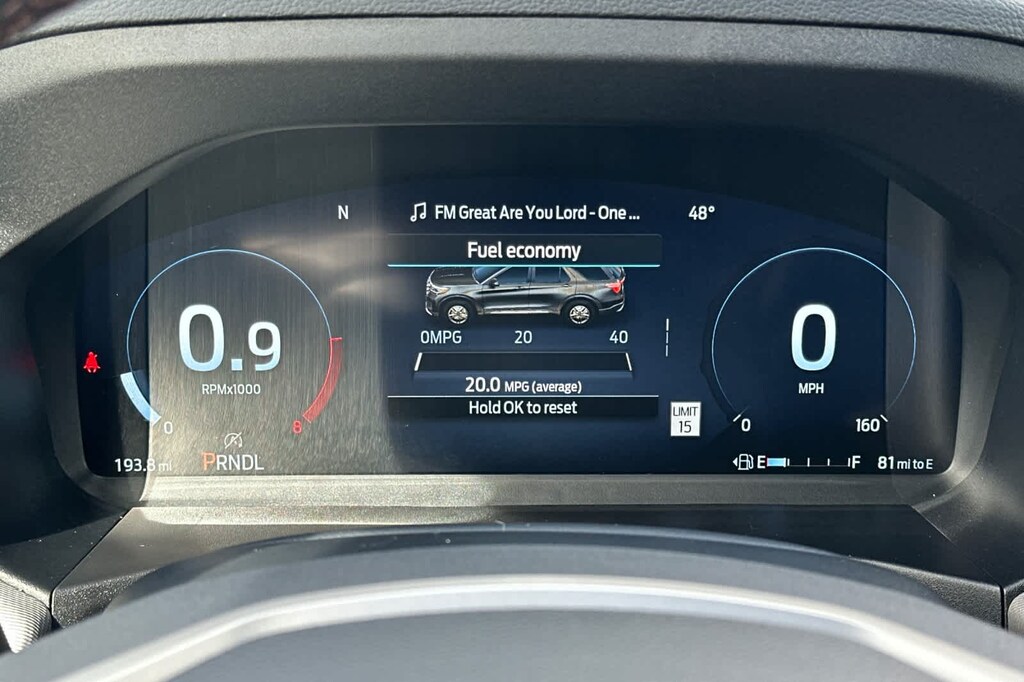 N
FM Great Are You Lord - One ...
48°
Fuel economy
0MPG 20 40
20.0 MPG (average)
Hold OK to reset
0.9
RPMx1000
0 8
193.8 mi
PRNDL
0
MPH
0 160
LIMIT
15
E F
81 mi to E